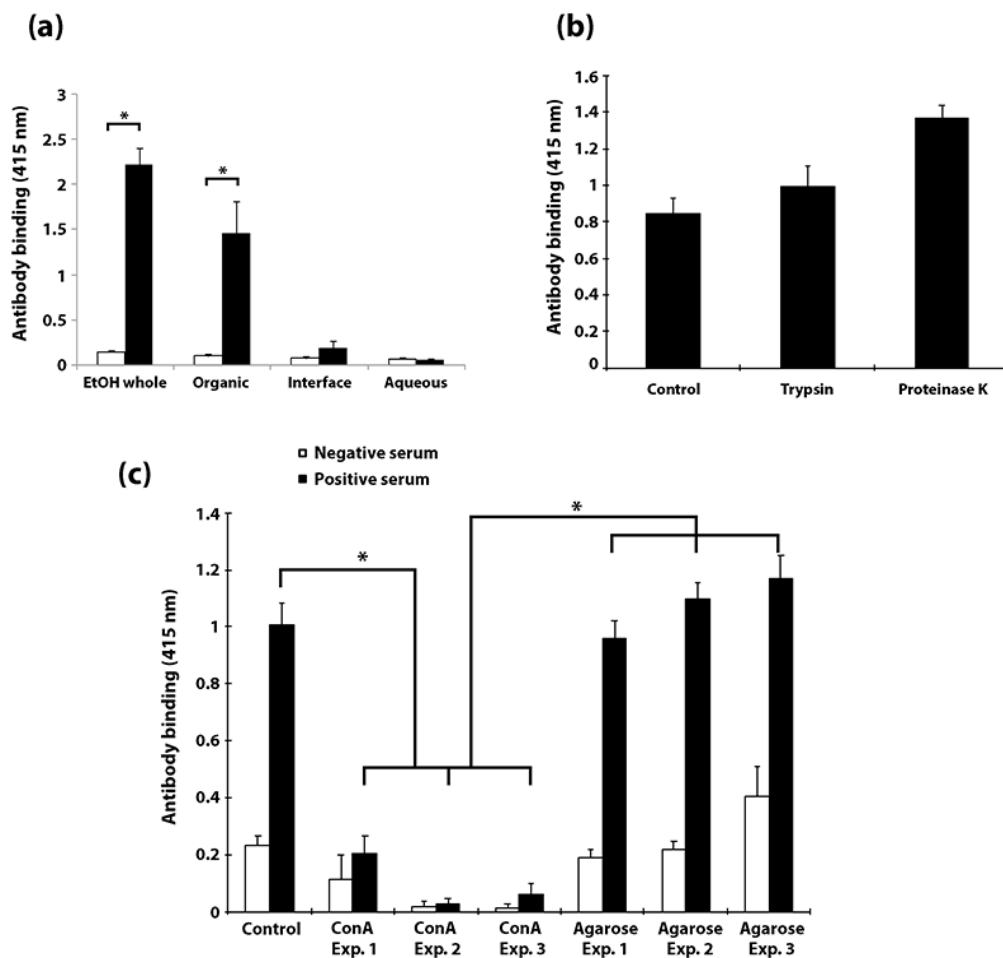 (a)
Antibody binding (415 nm)
3
2.5
2
1.5
1
0.5
0
*
*
EtOH whole
Organic
Interface
Aqueous
(b)
Antibody binding (415 nm)
1.6
1.4
1.2
1
0.8
0.6
0.4
0.2
0
Control
Trypsin
Proteinase K
(c)
Negative serum
Positive serum
Antibody binding (415 nm)
1.4
1.2
1
0.8
0.6
0.4
0.2
0
*
*
Control
ConA
Exp. 1
ConA
Exp. 2
ConA
Exp. 3
Agarose
Exp. 1
Agarose
Exp. 2
Agarose
Exp. 3